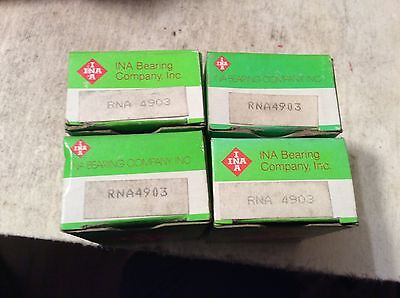 I
INA
A
INA Bearing
Company, Inc.
RNA 4903
INA BEARING COMPANY INC
RNA4903
I
INA
A
INA BEARING COMPANY INC
RNA4903
I
INA
A
INA Bearing
Company, Inc.
RNA 4903